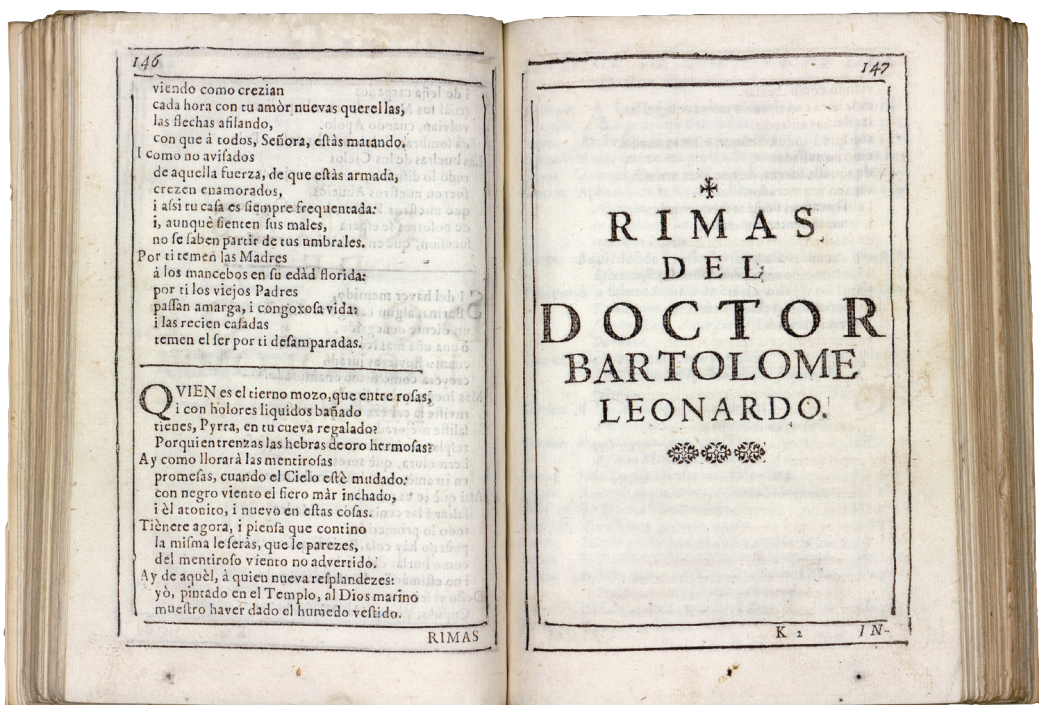 146
viendo como crezian
cada hora con tu amòr nuevas querellas,
las flechas afilando,
con que à todos, Señora, eſtàs matando.
I como no aviſados
de aquella fuerza, de que eſtàs armada,
crezen enamorados,
i aſsi tu caſa es ſiempre frequentada:
i, aunquè ſienten ſus males,
no ſe ſaben partir de tus umbrales.
Por ti temen las Madres
à los mancebos en ſu edàd florida:
por ti los viejos Padres
paſſan amarga, i congoxoſa vida:
i las recien caſadas
temen el ſer por ti deſamparadas.
QVIEN es el tierno mozo, que entre roſas,
i con holores liquidos bañado
tienes, Pyrra, en tu cueva regalado?
Por quien trenzas las hebras de oro hermoſas?
Ay como llorarà las mentiroſas
promeſas, cuando el Cielo eſtè mudado:
con negro viento el fiero màr inchado,
i èl atonito, i nuevo en eſtas coſas.
Tiènete agora, i pienſa que contino
la miſma le ſeràs, que le parezes,
del mentiroſo viento no advertido.
Ay de aquèl, à quien nueva reſplandezes:
yò, pintado en el Templo, al Dios marino
mueſtro haver dado el humedo veſtido.
RIMAS
147
RIMAS
DEL
DOCTOR
BARTOLOME
LEONARDO.
K 2 IN-